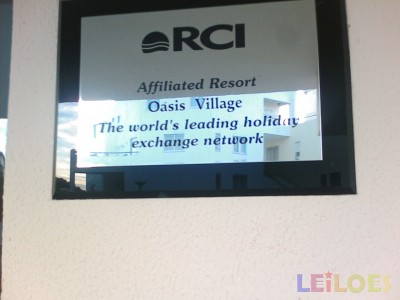 RCI
Affiliated Resort
Oasis Village
The world's leading holiday
exchange network
LEiLOES